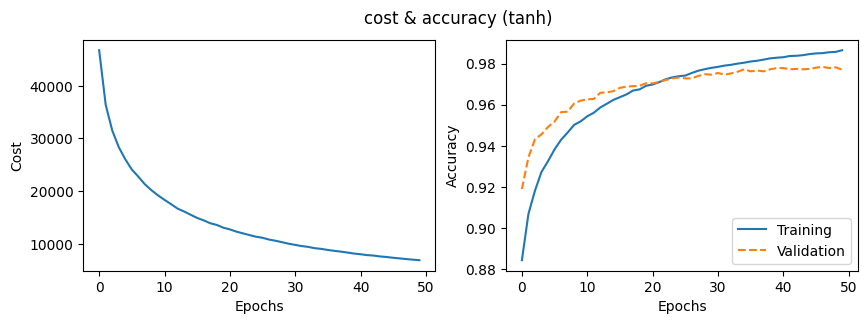 cost & accuracy (tanh)
Cost
40000
30000
20000
10000
0 10 20 30 40 50
Epochs
Accuracy
0.98
0.96
0.94
0.92
0.90
0.88
Training
Validation
0 10 20 30 40 50
Epochs